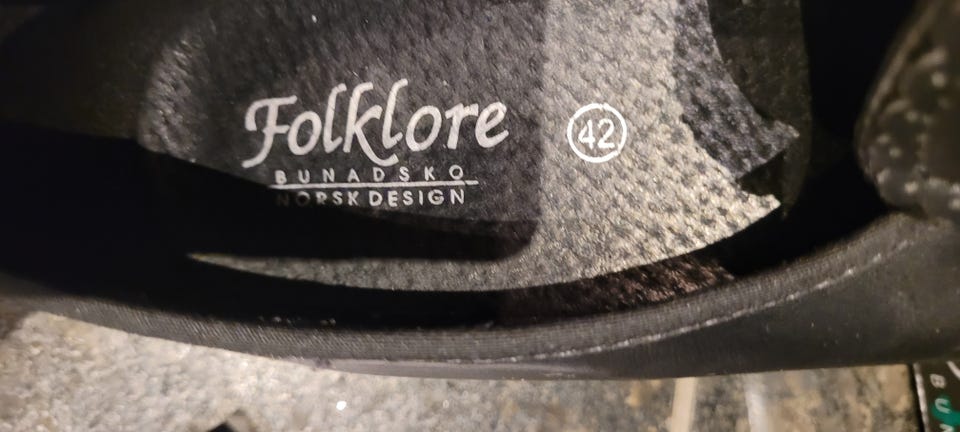 Folklore
BUNADSKO
NORSK DESIGN
42